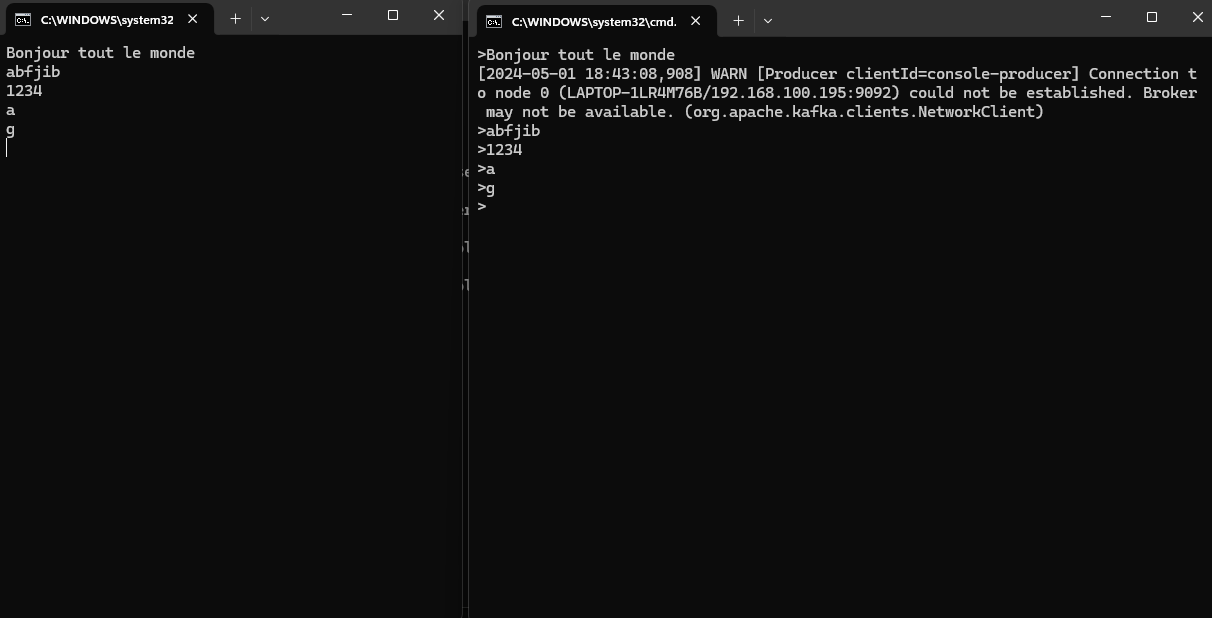 C:\WINDOWS\system32
Bonjour tout le monde
abfjib
1234
a
g
C:\WINDOWS\system32\cmd.
>Bonjour tout le monde
[2024-05-01 18:43:08,908] WARN [Producer clientId=console-producer] Connection t
o node 0 (LAPTOP-1LR4M76B/192.168.100.195:9092) could not be established. Broker
 may not be available. (org.apache.kafka.clients.NetworkClient)
>abfjib
>1234
>a
>g
>